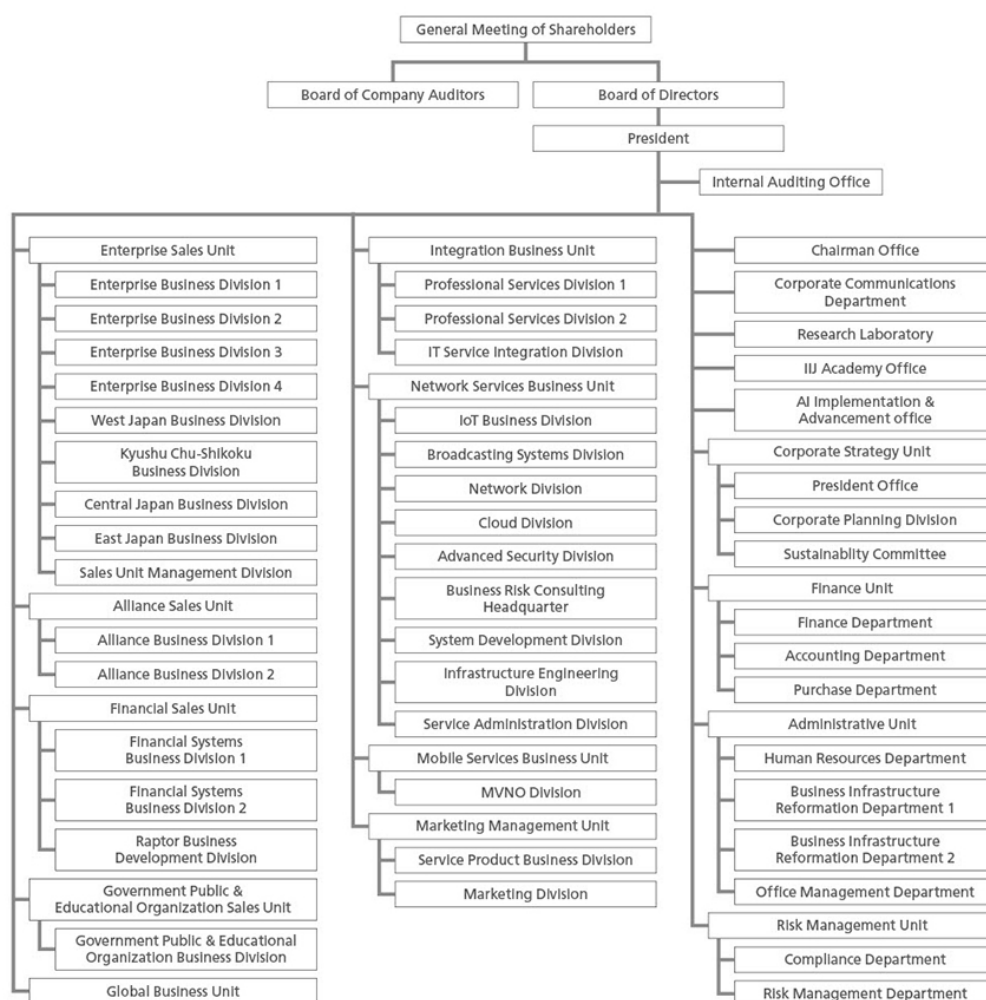 General Meeting of Shareholders
Board of Company Auditors
Board of Directors
President
Internal Auditing Office
Enterprise Sales Unit
Enterprise Business Division 1
Enterprise Business Division 2
Enterprise Business Division 3
Enterprise Business Division 4
West Japan Business Division
Kyushu Chu-Shikoku
Business Division
Central Japan Business Division
East Japan Business Division
Sales Unit Management Division
Alliance Sales Unit
Alliance Business Division 1
Alliance Business Division 2
Financial Sales Unit
Financial Systems
Business Division 1
Financial Systems
Business Division 2
Raptor Business
Development Division
Government Public &
Educational Organization Sales Unit
Government Public & Educational
Organization Business Division
Global Business Unit
Integration Business Unit
Professional Services Division 1
Professional Services Division 2
IT Service Integration Division
Network Services Business Unit
IoT Business Division
Broadcasting Systems Division
Network Division
Cloud Division
Advanced Security Division
Business Risk Consulting
Headquarter
System Development Division
Infrastructure Engineering
Division
Service Administration Division
Mobile Services Business Unit
MVNO Division
Marketing Management Unit
Service Product Business Division
Marketing Division
Chairman Office
Corporate Communications
Department
Research Laboratory
IIJ Academy Office
AI Implementation &
Advancement office
Corporate Strategy Unit
President Office
Corporate Planning Division
Sustainablity Committee
Finance Unit
Finance Department
Accounting Department
Purchase Department
Administrative Unit
Human Resources Department
Business Infrastructure
Reformation Department 1
Business Infrastructure
Reformation Department 2
Office Management Department
Risk Management Unit
Compliance Department
Risk Management Department